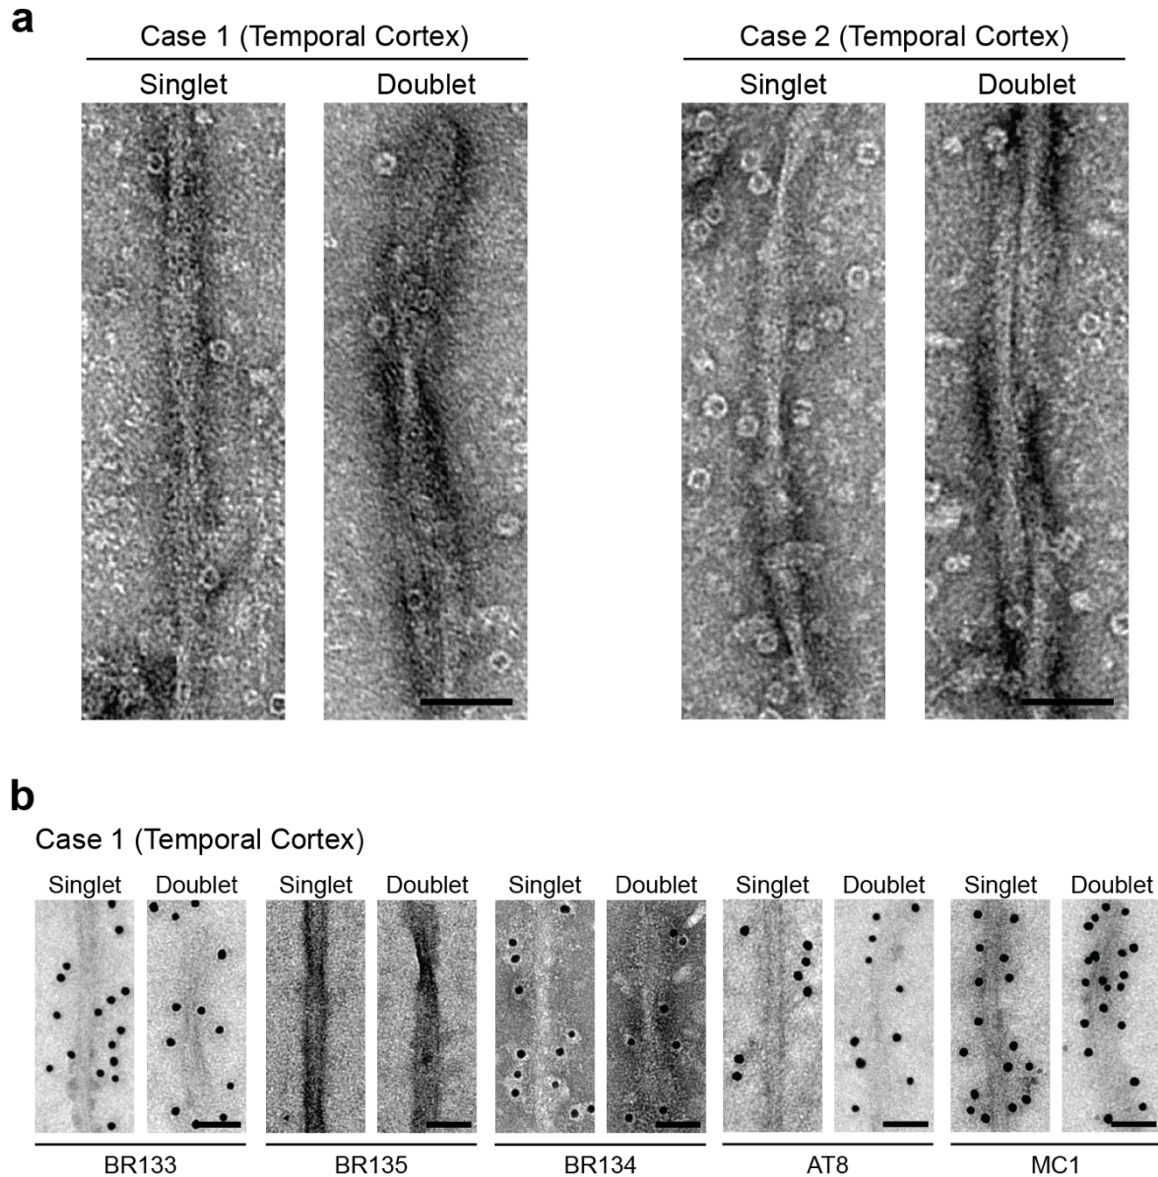 a
Case 1 (Temporal Cortex)
Case 2 (Temporal Cortex)
Singlet
Doublet
Singlet
Doublet
b
Case 1 (Temporal Cortex)
Singlet Doublet Singlet Doublet Singlet Doublet Singlet Doublet Singlet Doublet
BR133 BR135 BR134 AT8 MC1